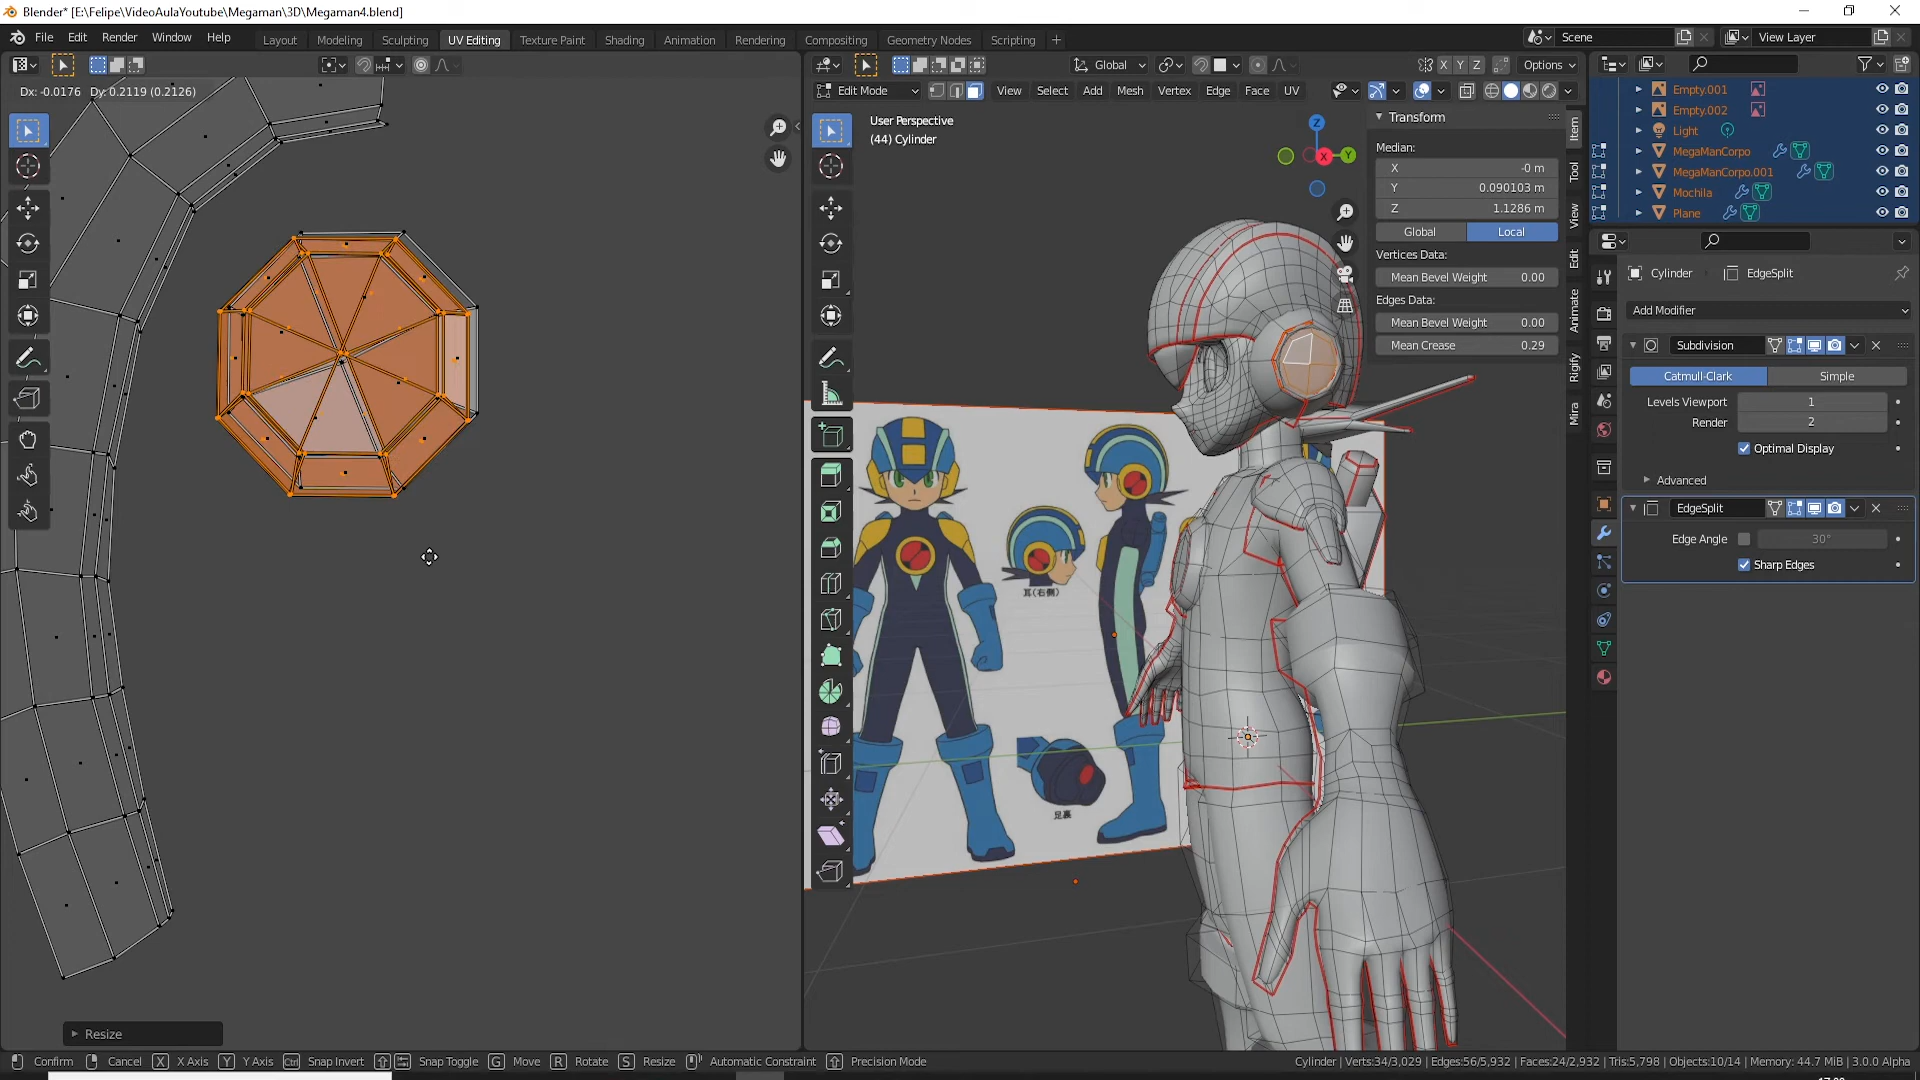 Blender* [E:\Felipe\VideoAulaYoutube\Megaman\3D\Megaman4.blend]
File Edit Render Window Help
Layout Modeling Sculpting UV Editing Texture Paint Shading Animation Rendering Compositing Geometry Nodes Scripting +
Scene
View Layer
Global
X Y Z
Options
Dx: -0.0176 Dy: 0.2119 (0.2126)
Edit Mode View Select Add Mesh Vertex Edge Face UV
User Perspective
(44) Cylinder
Z
Y
X
Transform
Median:
X -0 m
Y 0.090103 m
Z 1.1286 m
Global Local
Vertices Data:
Mean Bevel Weight 0.00
Edges Data:
Mean Bevel Weight 0.00
Mean Crease 0.29
Item
Tool
View
Edit
Animate
Rigify
Mira
Empty.001
Empty.002
Light
MegaManCorpo
MegaManCorpo.001
Mochila
Plane
Cylinder EdgeSplit
Add Modifier
Subdivision
Catmull-Clark Simple
Levels Viewport 1
Render 2
Optimal Display
Advanced
EdgeSplit
Edge Angle 30°
Sharp Edges
耳(右側)
足裏
Resize
Confirm Cancel X X Axis Y Y Axis Ctrl Snap Invert Snap Toggle G Move R Rotate S Resize Automatic Constraint Precision Mode
Cylinder | Verts:34/3,029 | Edges:56/5,932 | Faces:24/2,932 | Tris:5,798 | Objects:10/14 | Memory: 44.7 MiB | 3.0.0 Alpha